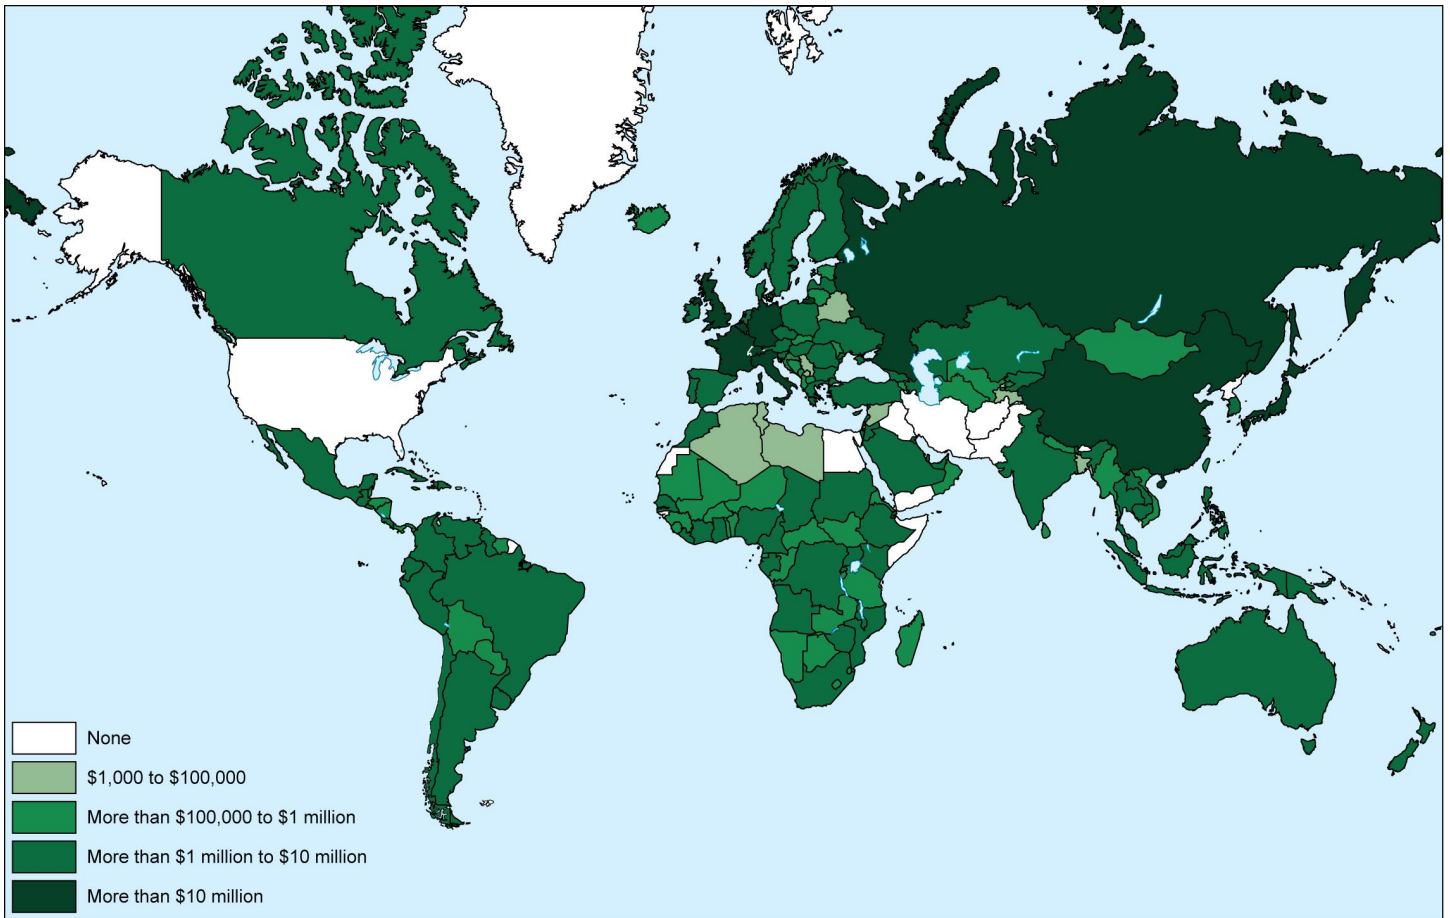 None
$1,000 to $100,000
More than $100,000 to $1 million
More than $1 million to $10 million
More than $10 million